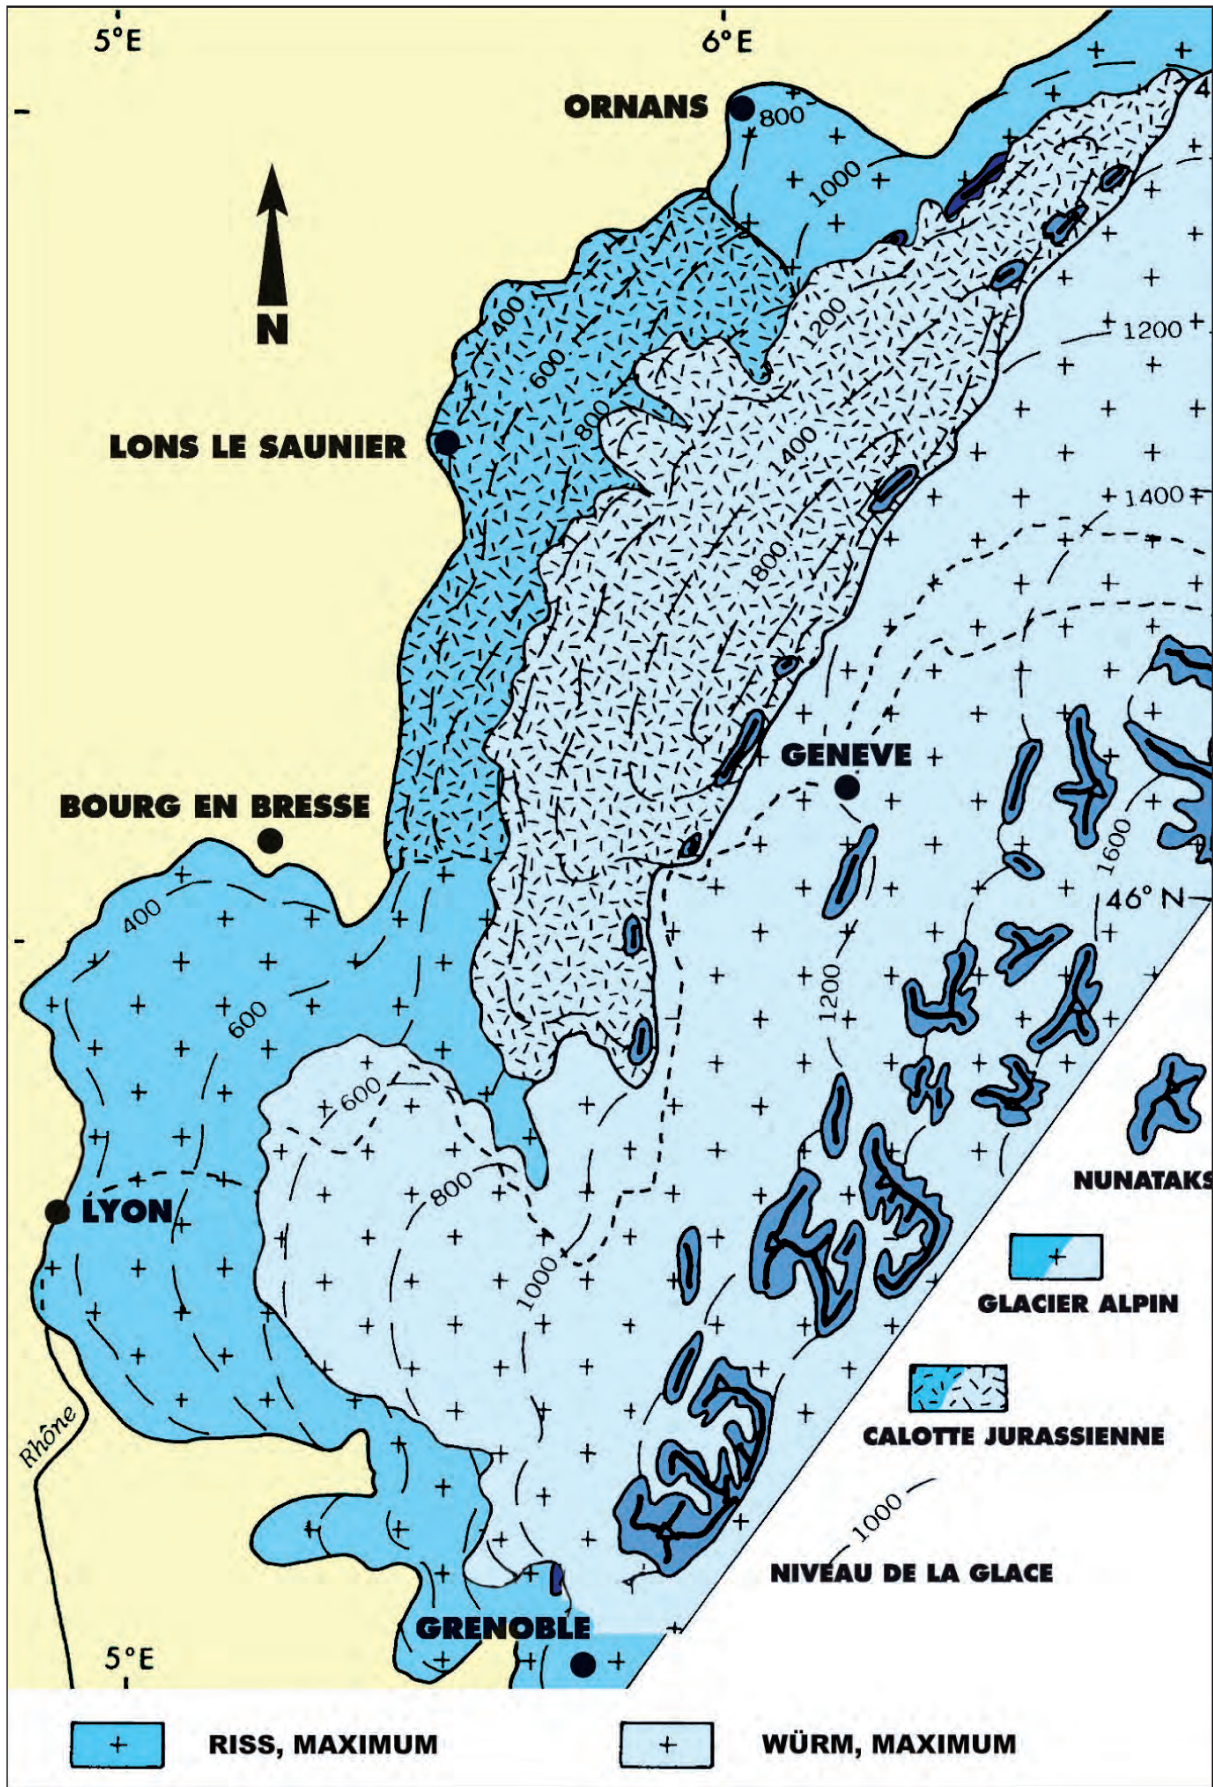 5°E
6°E
4
ORNANS
800
1000
N
400
1200
600
1200
800
LONS LE SAUNIER
1400
1400
1800
GENEVE
BOURG EN BRESSE
1600
46° N
400
1200
600
600
NUNATAKS
800
LYON
1000
GLACIER ALPIN
Rhône
CALOTTE JURASSIENNE
1000
NIVEAU DE LA GLACE
GRENOBLE
5°E
RISS, MAXIMUM
WÜRM, MAXIMUM